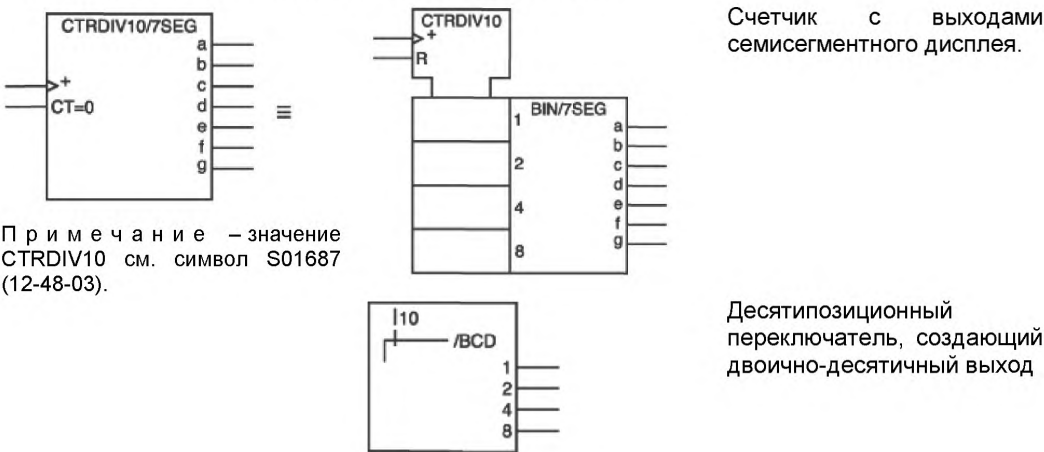 CTRDIV10/7SEG
a
b
+
c
CT=0
d
e
f
g
≡
CTRDIV10
+
R
1
BIN/7SEG
a
b
2
c
d
4
e
f
8
g
Счетчик с выходами
семисегментного дисплея.
Примечание – значение
CTRDIV10 см. символ S01687
(12-48-03).
10
/BCD
1
2
4
8
Десятипозиционный
переключатель, создающий
двоично-десятичный выход